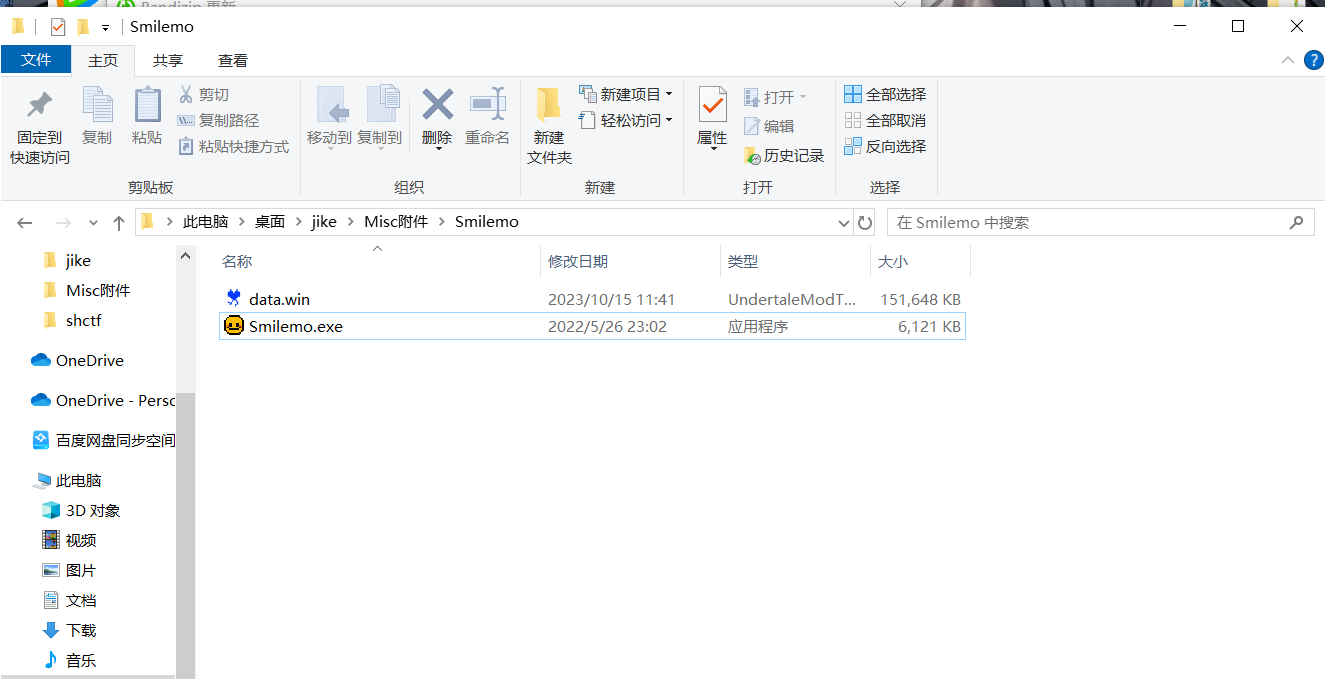 Bandizip 更新
Smilemo
文件 主页 共享 查看
固定到
快速访问
复制
粘贴
剪切
复制路径
粘贴快捷方式
剪贴板
移动到 复制到 删除 重命名
组织
新建
文件夹
新建项目
轻松访问
新建
属性
打开
编辑
历史记录
打开
全部选择
全部取消
反向选择
选择
此电脑 > 桌面 > jike > Misc附件 > Smilemo
在 Smilemo 中搜索
jike
Misc附件
shctf
OneDrive
OneDrive - Persc
百度网盘同步空间
此电脑
3D 对象
视频
图片
文档
下载
音乐
名称 修改日期 类型 大小
data.win 2023/10/15 11:41 UndertaleModT... 151,648 KB
Smilemo.exe 2022/5/26 23:02 应用程序 6,121 KB